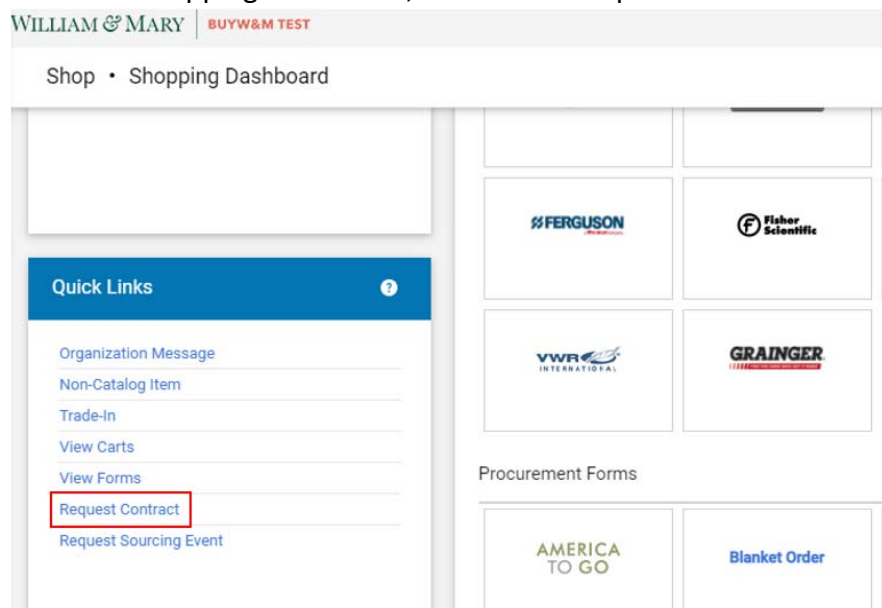 WILLIAM & MARY BUYW&M TEST
Shop • Shopping Dashboard
FERGUSON
Fisher
Scientific
Quick Links ?
Organization Message
Non-Catalog Item
Trade-In
View Carts
View Forms
Request Contract
Request Sourcing Event
VWR
INTERNATIONAL
GRAINGER
Procurement Forms
AMERICA
TO GO
Blanket Order